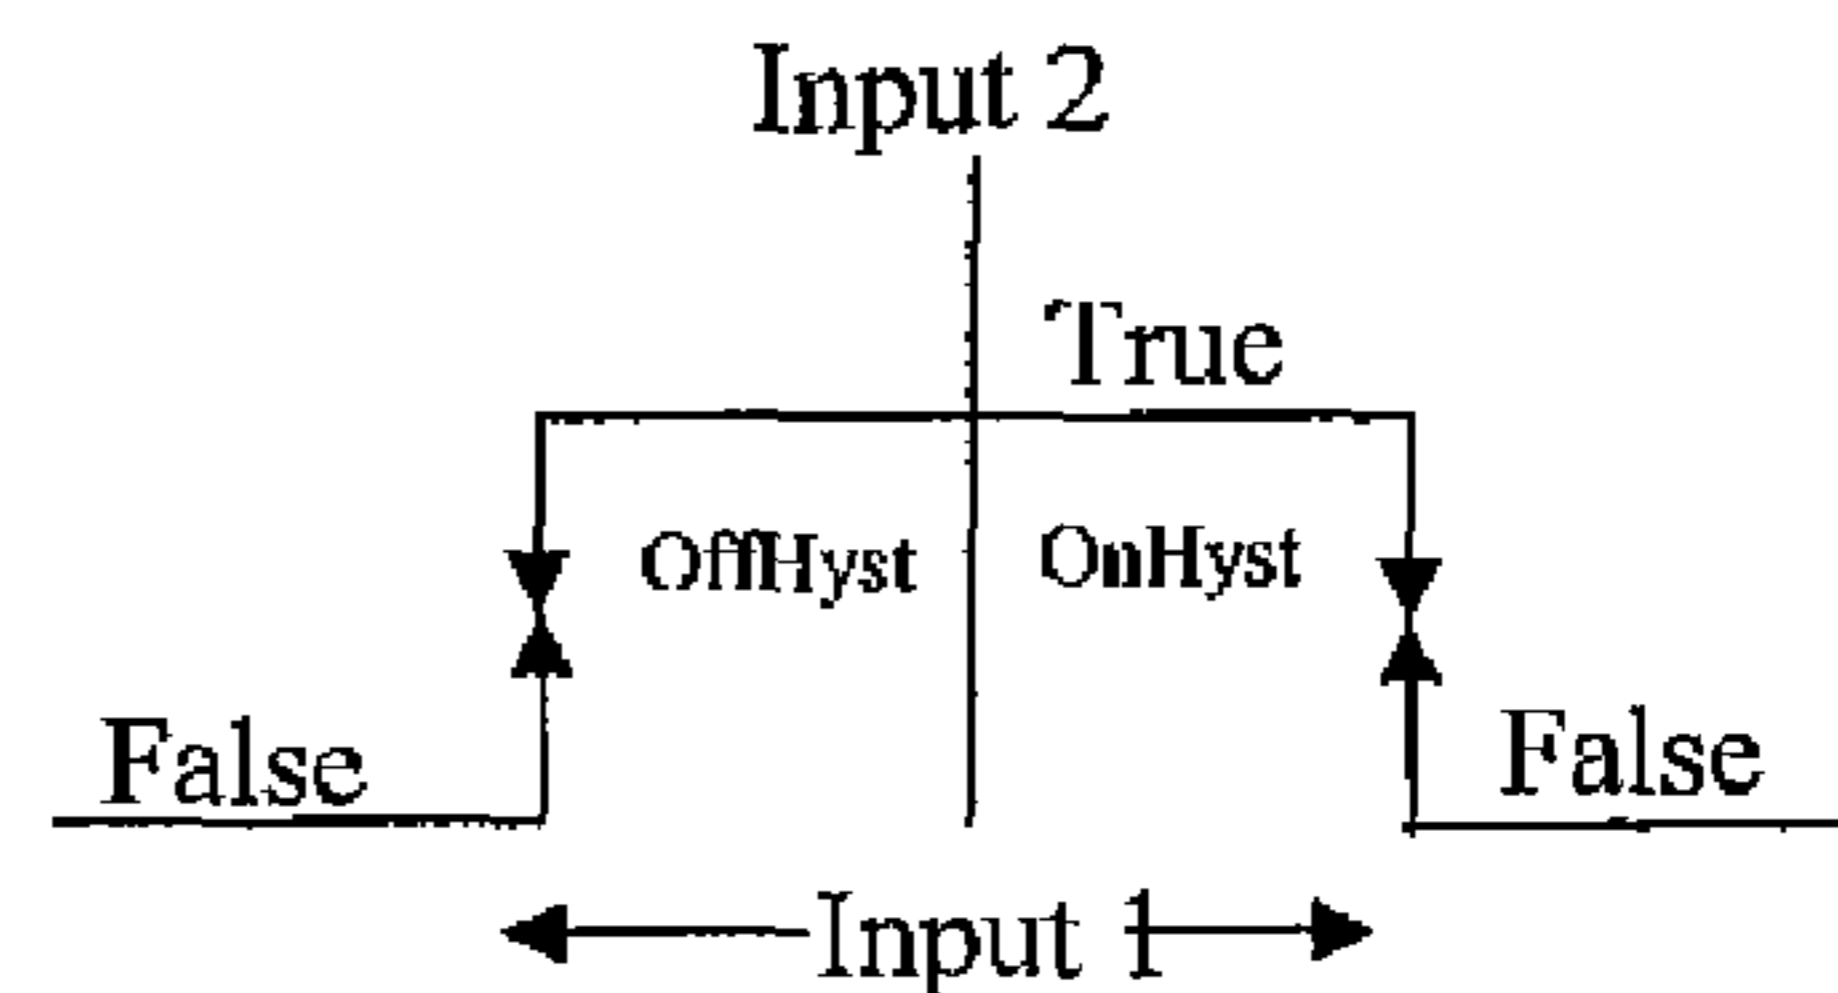 Input 2
True
OffHyst OnHyst
False False
Input 1